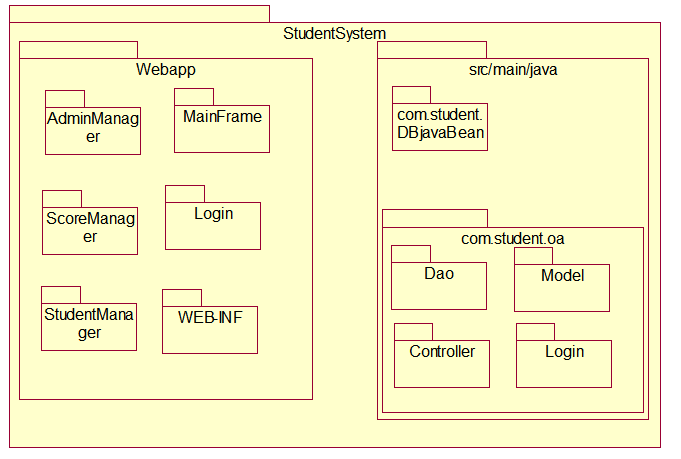 StudentSystem
Webapp
AdminManag
er
MainFrame
ScoreManag
er
Login
StudentMana
ger
WEB-INF
src/main/java
com.student.
DBjavaBean
com.student.oa
Dao
Model
Controller
Login